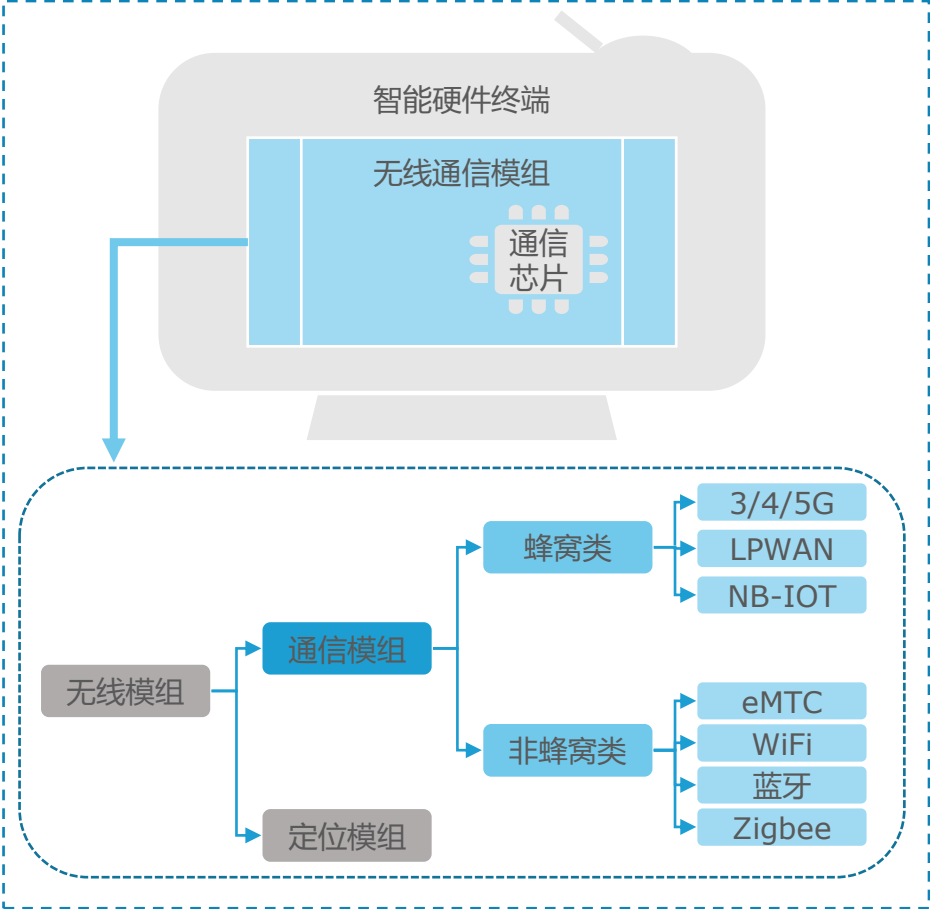 智能硬件终端
无线通信模组
通信
芯片
3/4/5G
蜂窝类
LPWAN
NB-IOT
通信模组
无线模组
eMTC
WiFi
非蜂窝类
蓝牙
Zigbee
定位模组